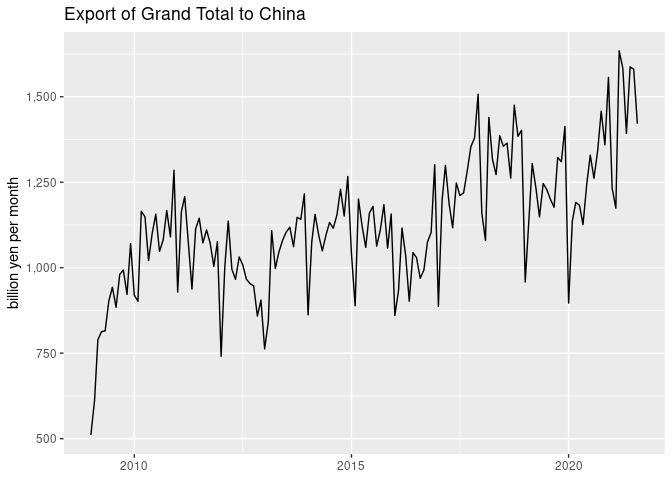 Export of Grand Total to China
billion yen per month
1,500
1,250
1,000
750
500
2010 2015 2020